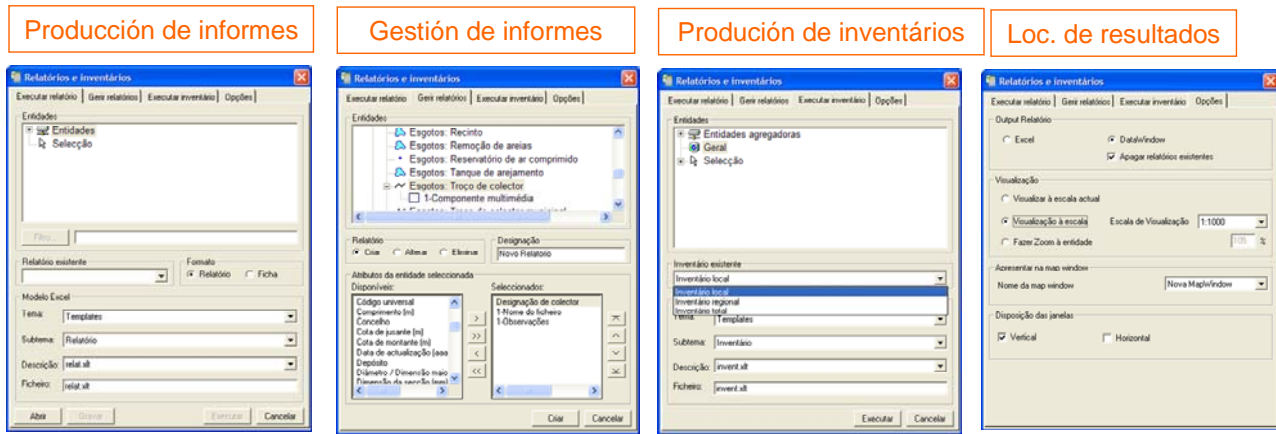 Producción de informes
Gestión de informes
Produción de inventários
Loc. de resultados
Relatórios e inventários
Executar relatório
Gerir relatórios
Executar inventário
Opções
Entidades
Entidades
Selecção
Filtro...
Relatório existente
Formato
Relatório
Ficha
Modelo Excel
Tema:
Templates
Subtema:
Relatório
Descrição:
relat.xlt
Ficheiro:
relat.xlt
Abrir
Gravar
Executar
Cancelar
Relatórios e inventários
Executar relatório
Gerir relatórios
Executar inventário
Opções
Entidades
Esgotos: Recinto
Esgotos: Remoção de areias
Esgotos: Reservatório de ar comprimido
Esgotos: Tanque de arejamento
Esgotos: Troço de colector
1-Componente multimédia
Relatório
Criar
Alterar
Eliminar
Designação
Novo Relatorio
Atributos da entidade seleccionada
Disponíveis:
Seleccionados:
Código universal
Comprimento (m)
Concelho
Cota de jusante (m)
Cota de montante (m)
Data de actualização (aaa
Depósito
Diâmetro / Dimensão maio
Dimensão da secção (mm)
>
>>
<
<<
Designação de colector
1-Nome do ficheiro
1-Observações
Criar
Cancelar
Relatórios e inventários
Executar relatório
Gerir relatórios
Executar inventário
Opções
Entidades
Entidades agregadoras
Geral
Selecção
Inventário existente
Inventário local
Inventário local
Inventário regional
Inventário total
Tema:
Templates
Subtema:
Inventário
Descrição:
invent.xlt
Ficheiro:
invent.xlt
Executar
Cancelar
Relatórios e inventários
Executar relatório
Gerir relatórios
Executar inventário
Opções
Output Relatório
Excel
DataWindow
Apagar relatórios existentes
Visualização
Visualizar à escala actual
Visualização à escala
Escala de Visualização
1:1000
Fazer Zoom à entidade
105 %
Apresentar na map window
Nome da map window
Nova MapWindow
Disposição das janelas
Vertical
Horizontal